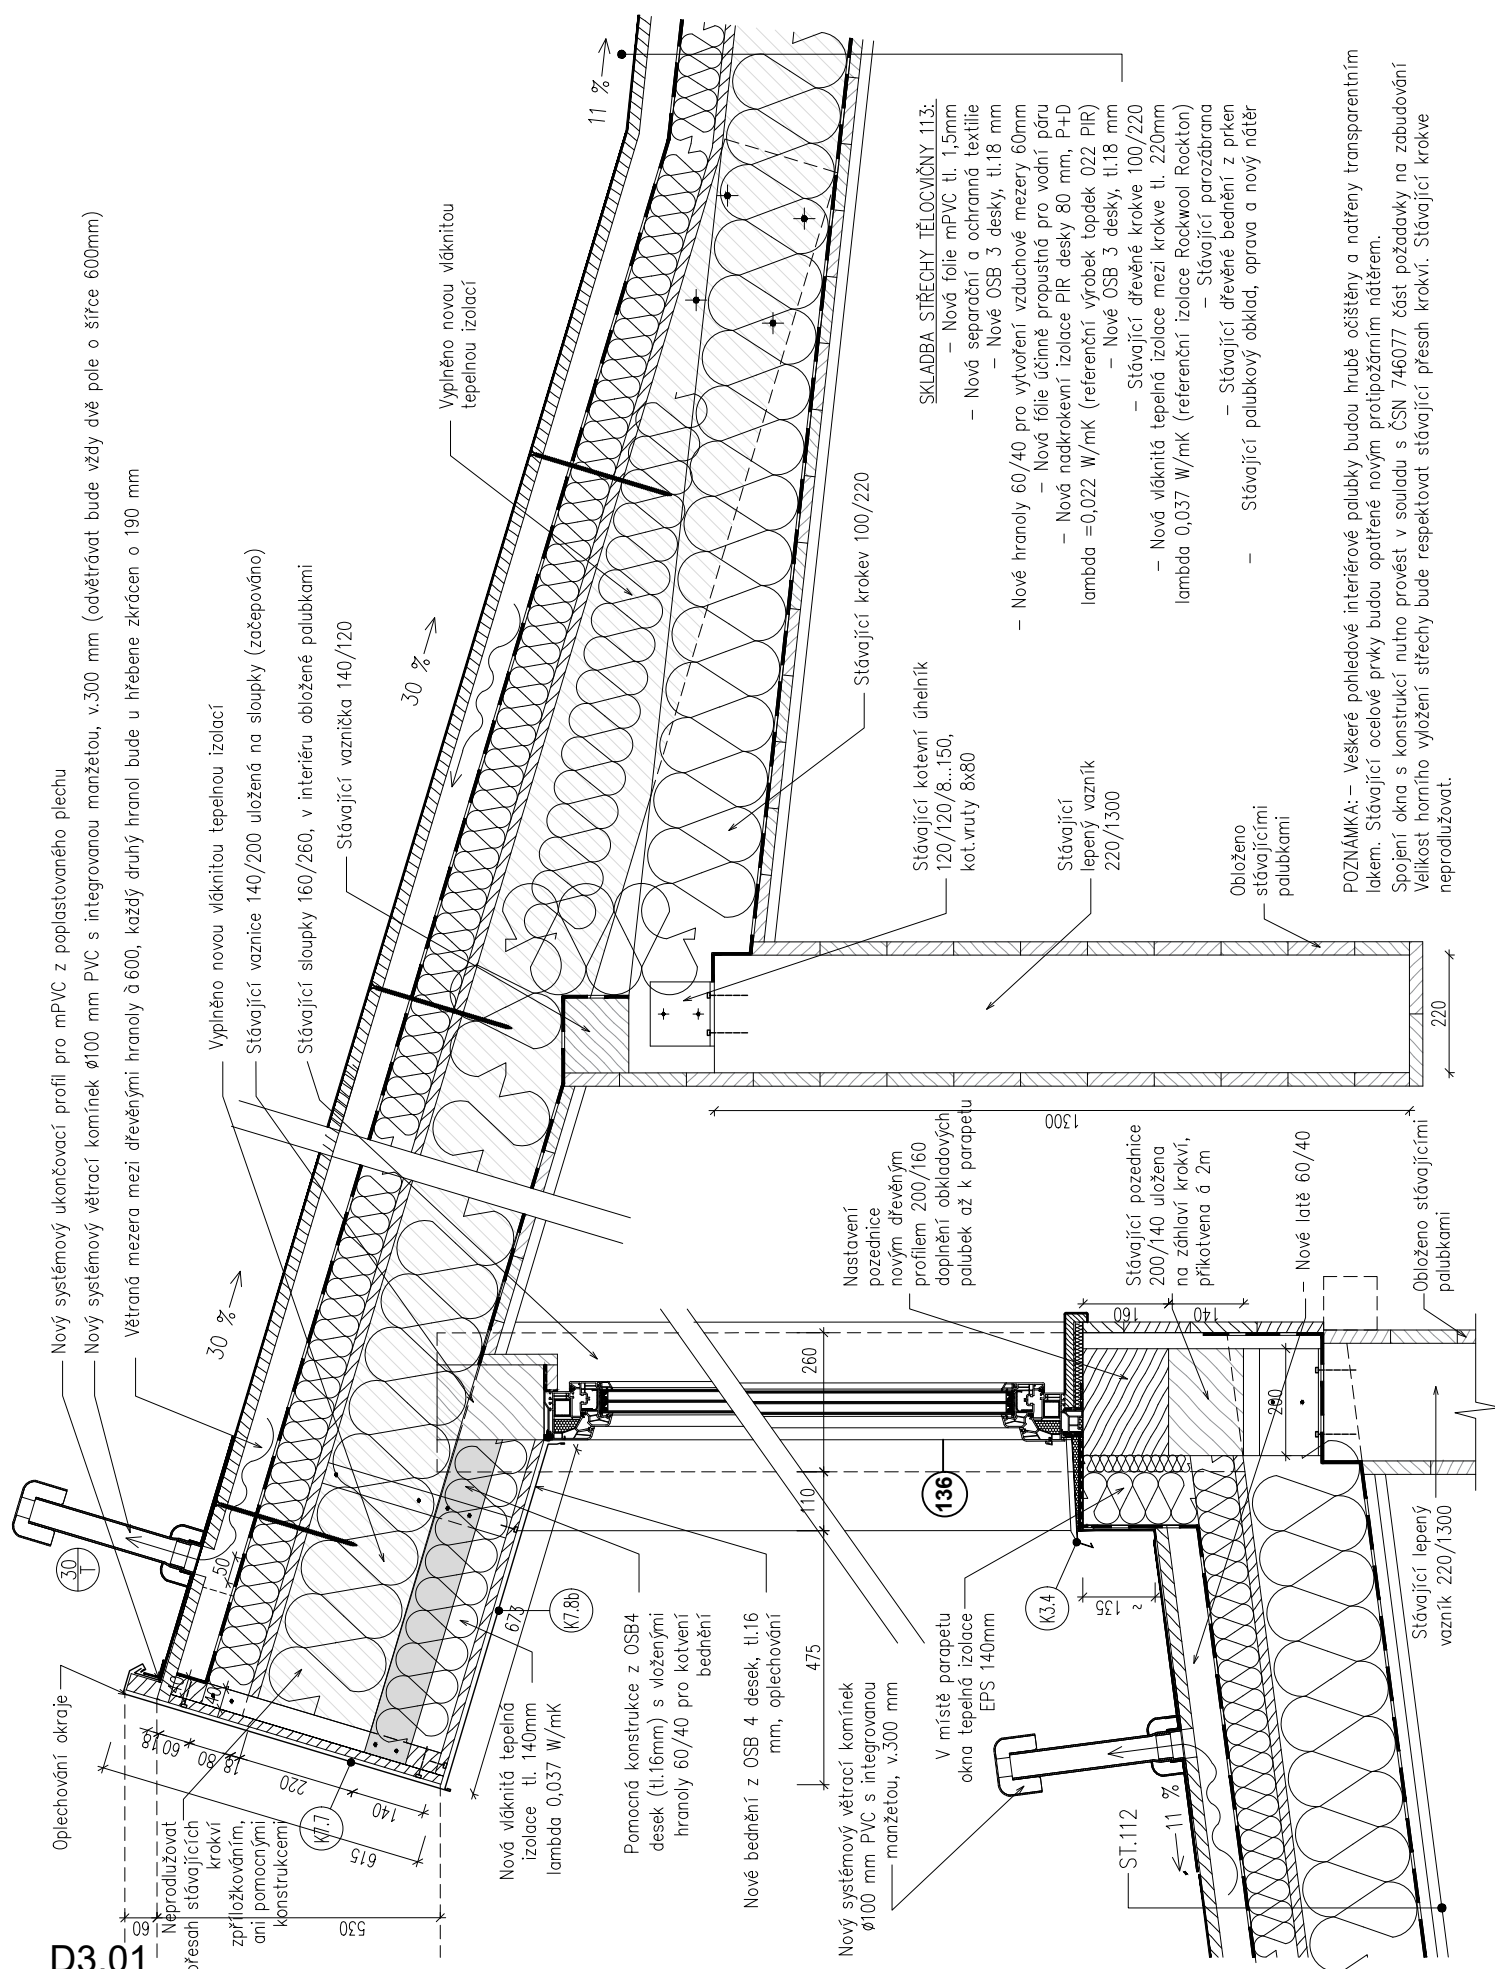 Nový systémový ukončovací profil pro mPVC z poplastovaného plechu
Nový systémový větrací komínek ø100 mm PVC s integrovanou manžetou, v.300 mm (odvětrávat bude vždy dvě pole o šířce 600mm)
Větraná mezera mezi dřevěnými hranoly à 600, každý druhý hranol bude u hřebene zkrácen o 190 mm
Vyplněno novou vláknitou tepelnou izolací
Stávající vaznice 140/200 uložená na sloupky (začepováno)
Stávající sloupky 160/260, v interiéru obložené palubkami
Stávající vaznička 140/120
Vyplněno novou vláknitou
tepelnou izolací
30 %
30 %
11 %
30
T
Oplechování okraje
50
40
40
60
18
80
18
220
140
615
60
530
673
K7.7
K7.8b
Neprodlužovat
přesah stávajících
krokví
zpříložkováním,
ani pomocnými
konstrukcemi
Nová vláknitá tepelná
izolace tl. 140mm
lambda 0,037 W/mK
Pomocná konstrukce z OSB4
desek (tl.16mm) s vloženými
hranoly 60/40 pro kotvení
bednění
Nové bednění z OSB 4 desek, tl.16
mm, oplechování
475
110
260
136
Nový systémový větrací komínek
ø100 mm PVC s integrovanou
manžetou, v.300 mm
V místě parapetu
okna tepelná izolace
EPS 140mm
K3.4
~ 135
11 %
ST.112
Stávající krokev 100/220
Stávající kotevní úhelník
120/120/8...150,
kot.vruty 8x80
Stávající
lepený vazník
220/1300
Obloženo
stávajícími
palubkami
220
1300
Nastavení
pozednice
novým dřevěným
profilem 200/160
doplnění obkladových
palubek až k parapetu
Stávající pozednice
200/140 uložena
na záhlaví krokví,
přikotvena á 2m
Nové latě 60/40
160
140
200
Obloženo stávajícími
palubkami
Stávající lepený
vazník 220/1300
SKLADBA STŘECHY TĚLOCVIČNY 113:
– Nová folie mPVC tl. 1,5mm
– Nová separační a ochranná textilie
– Nové OSB 3 desky, tl.18 mm
– Nové hranoly 60/40 pro vytvoření vzduchové mezery 60mm
– Nová fólie účinně propustná pro vodní páru
– Nová nadkrokevní izolace PIR desky 80 mm, P+D
lambda =0,022 W/mK (referenční výrobek topdek 022 PIR)
– Nové OSB 3 desky, tl.18 mm
– Stávající dřevěné krokve 100/220
– Nová vláknitá tepelná izolace mezi krokve tl. 220mm
lambda 0,037 W/mK (referenční izolace Rockwool Rockton)
– Stávající parozábrana
– Stávající dřevěné bednění z prken
– Stávající palubkový obklad, oprava a nový nátěr
POZNÁMKA: – Veškeré pohledové interiérové palubky budou hrubě očištěny a natřeny transparentním
lakem. Stávající ocelové prvky budou opatřené novým protipožárním nátěrem.
Spojení okna s konstrukcí nutno provést v souladu s ČSN 746077 část požadavky na zabudování
Velikost horního vyložení střechy bude respektovat stávající přesah krokví. Stávající krokve
neprodlužovat.
D3.01